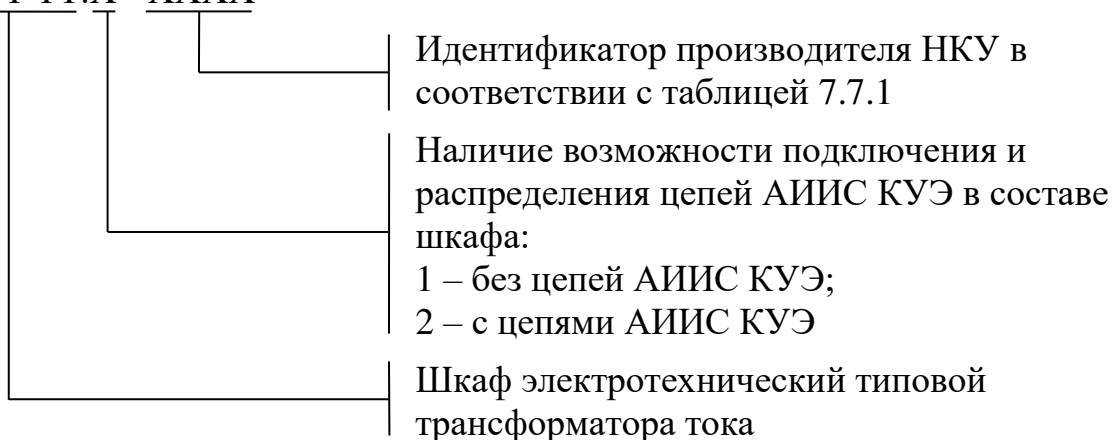 Идентификатор производителя НКУ в
соответствии с таблицей 7.7.1
Наличие возможности подключения и
распределения цепей АИИС КУЭ в составе
шкафа:
1 – без цепей АИИС КУЭ;
2 – с цепями АИИС КУЭ
Шкаф электротехнический типовой
трансформатора тока